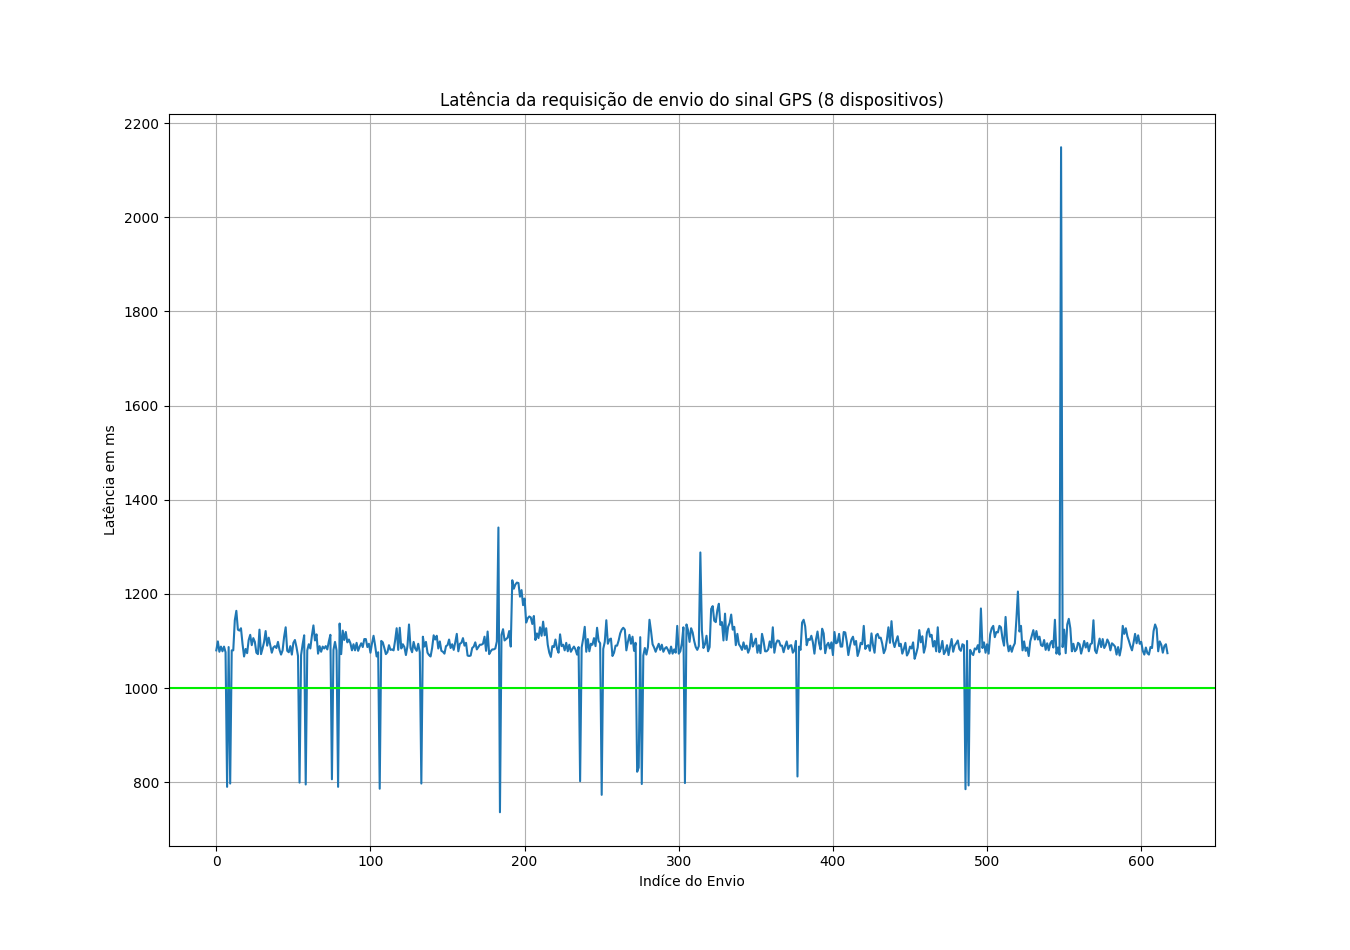 Latência da requisição de envio do sinal GPS (8 dispositivos)
2200
2000
1800
1600
1400
1200
1000
800
Latência em ms
0 100 200 300 400 500 600
Indíce do Envio